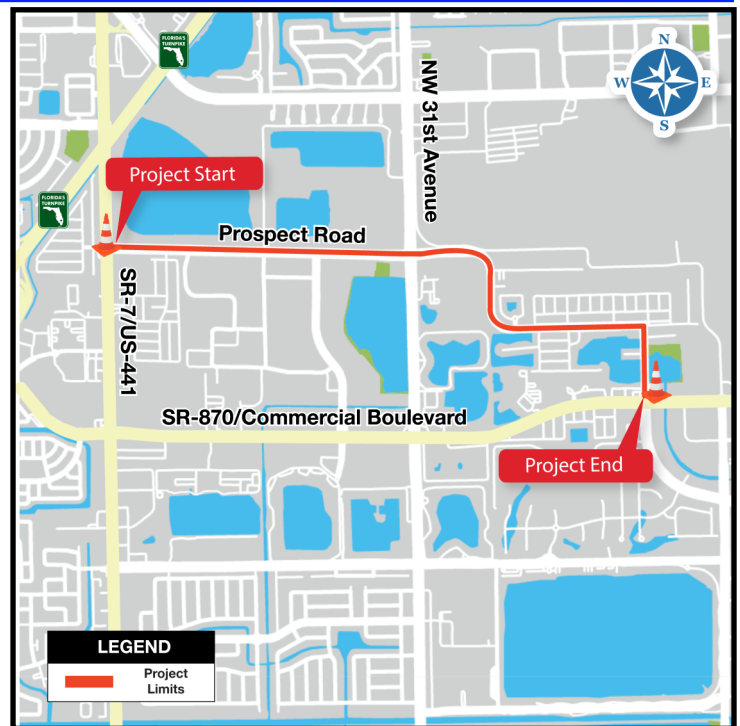 FLORIDA'S
TURNPIKE
N
W
E
S
NW 31st Avenue
Project Start
FLORIDA'S
TURNPIKE
Prospect Road
SR-7/US-441
SR-870/Commercial Boulevard
Project End
LEGEND
Project
Limits